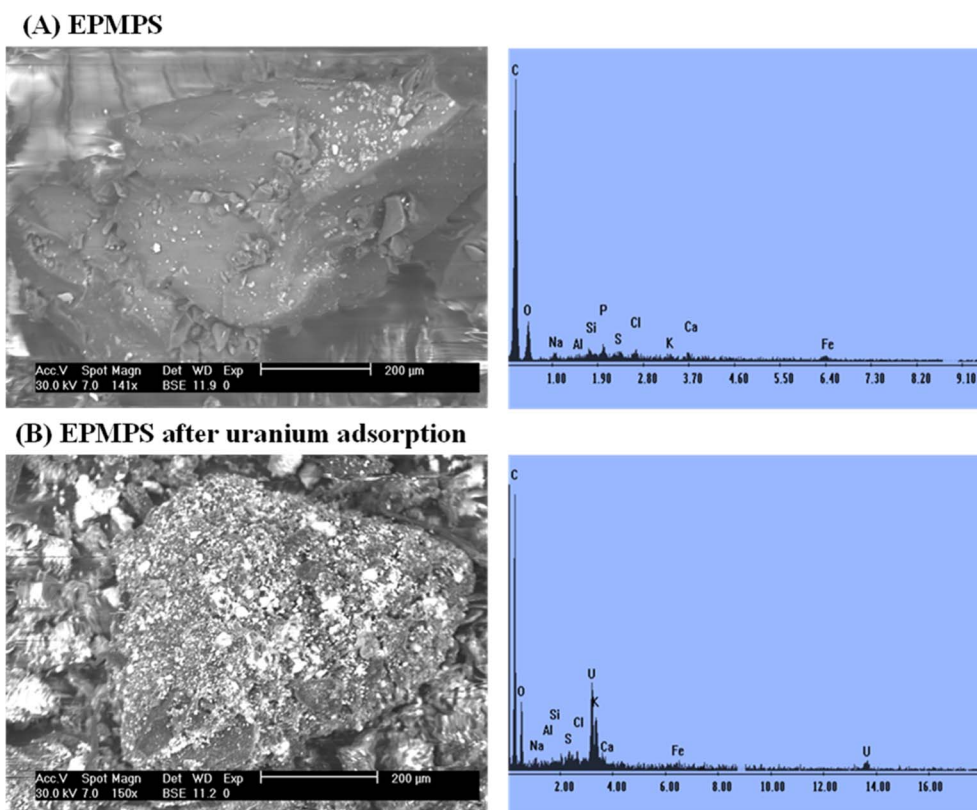 (A) EPMPS
C
O
Na
Al
Si
P
S
Cl
K
Ca
Fe
1.00 1.90 2.80 3.70 4.60 5.50 6.40 7.30 8.20 9.10
Acc.V Spot Magn Det WD Exp
30.0 kV 7.0 141x BSE 11.9 0 200 µm
(B) EPMPS after uranium adsorption
C
O
Na
Al
Si
S
Cl
U
K
Ca
Fe
U
2.00 4.00 6.00 8.00 10.00 12.00 14.00 16.00
Acc.V Spot Magn Det WD Exp
30.0 kV 7.0 150x BSE 11.2 0 200 µm